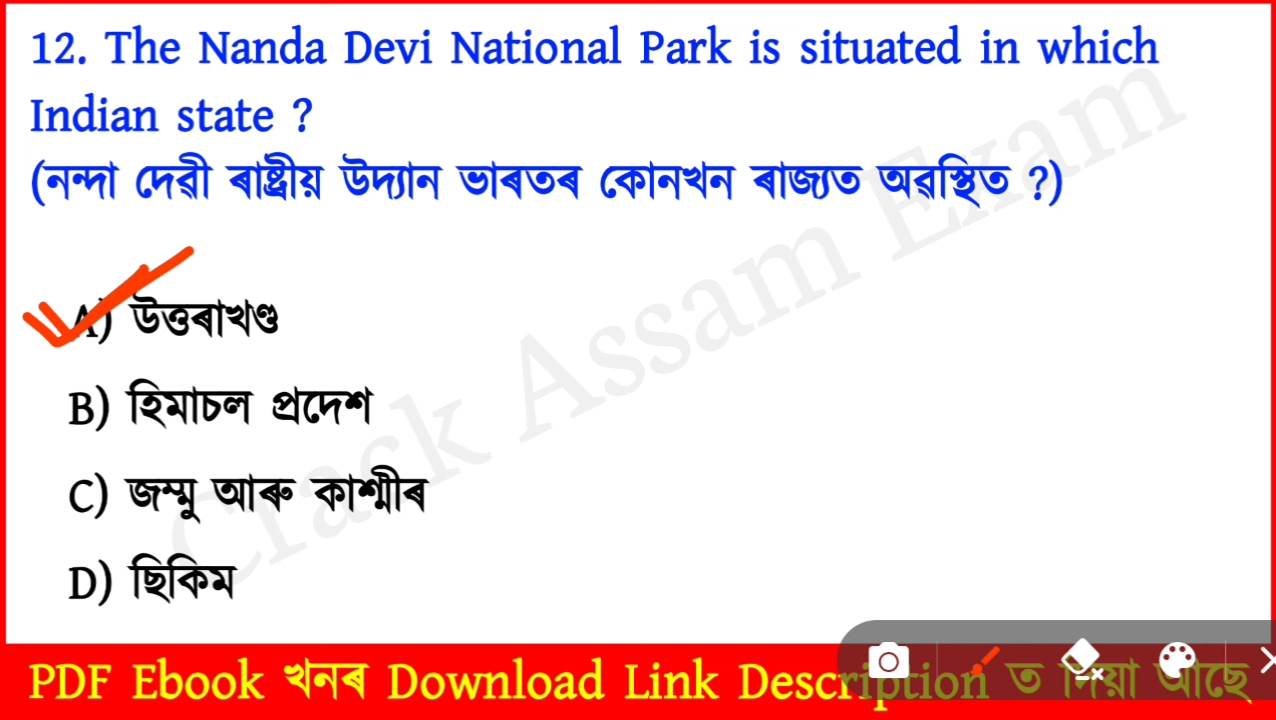 12. The Nanda Devi National Park is situated in which
Indian state ?
(নন্দা দেৱী ৰাষ্ট্ৰীয় উদ্যান ভাৰতৰ কোনখন ৰাজ্যত অৱস্থিত ?)
A) উত্তৰাখণ্ড
B) হিমাচল প্ৰদেশ
C) জম্মু আৰু কাশ্মীৰ
D) ছিকিম
Crack Assam Exam
PDF Ebook খনৰ Download Link Description ত দিয়া আছে